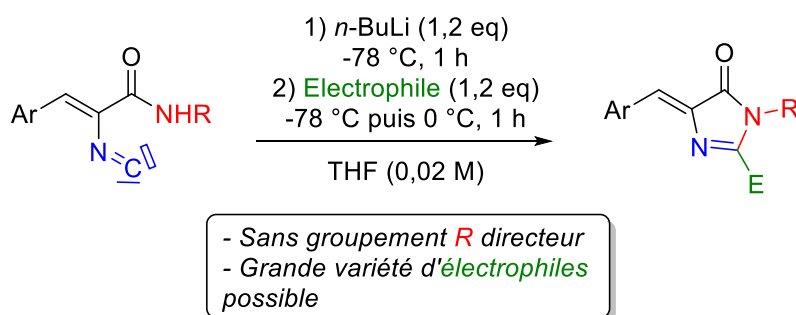 1) n-BuLi (1,2 eq)
-78 °C, 1 h
2) Electrophile (1,2 eq)
-78 °C puis 0 °C, 1 h
THF (0,02 M)
O
Ar
NHR
N
C
O
Ar
N
R
N
E
- Sans groupement R directeur
- Grande variété d'électrophiles
possible